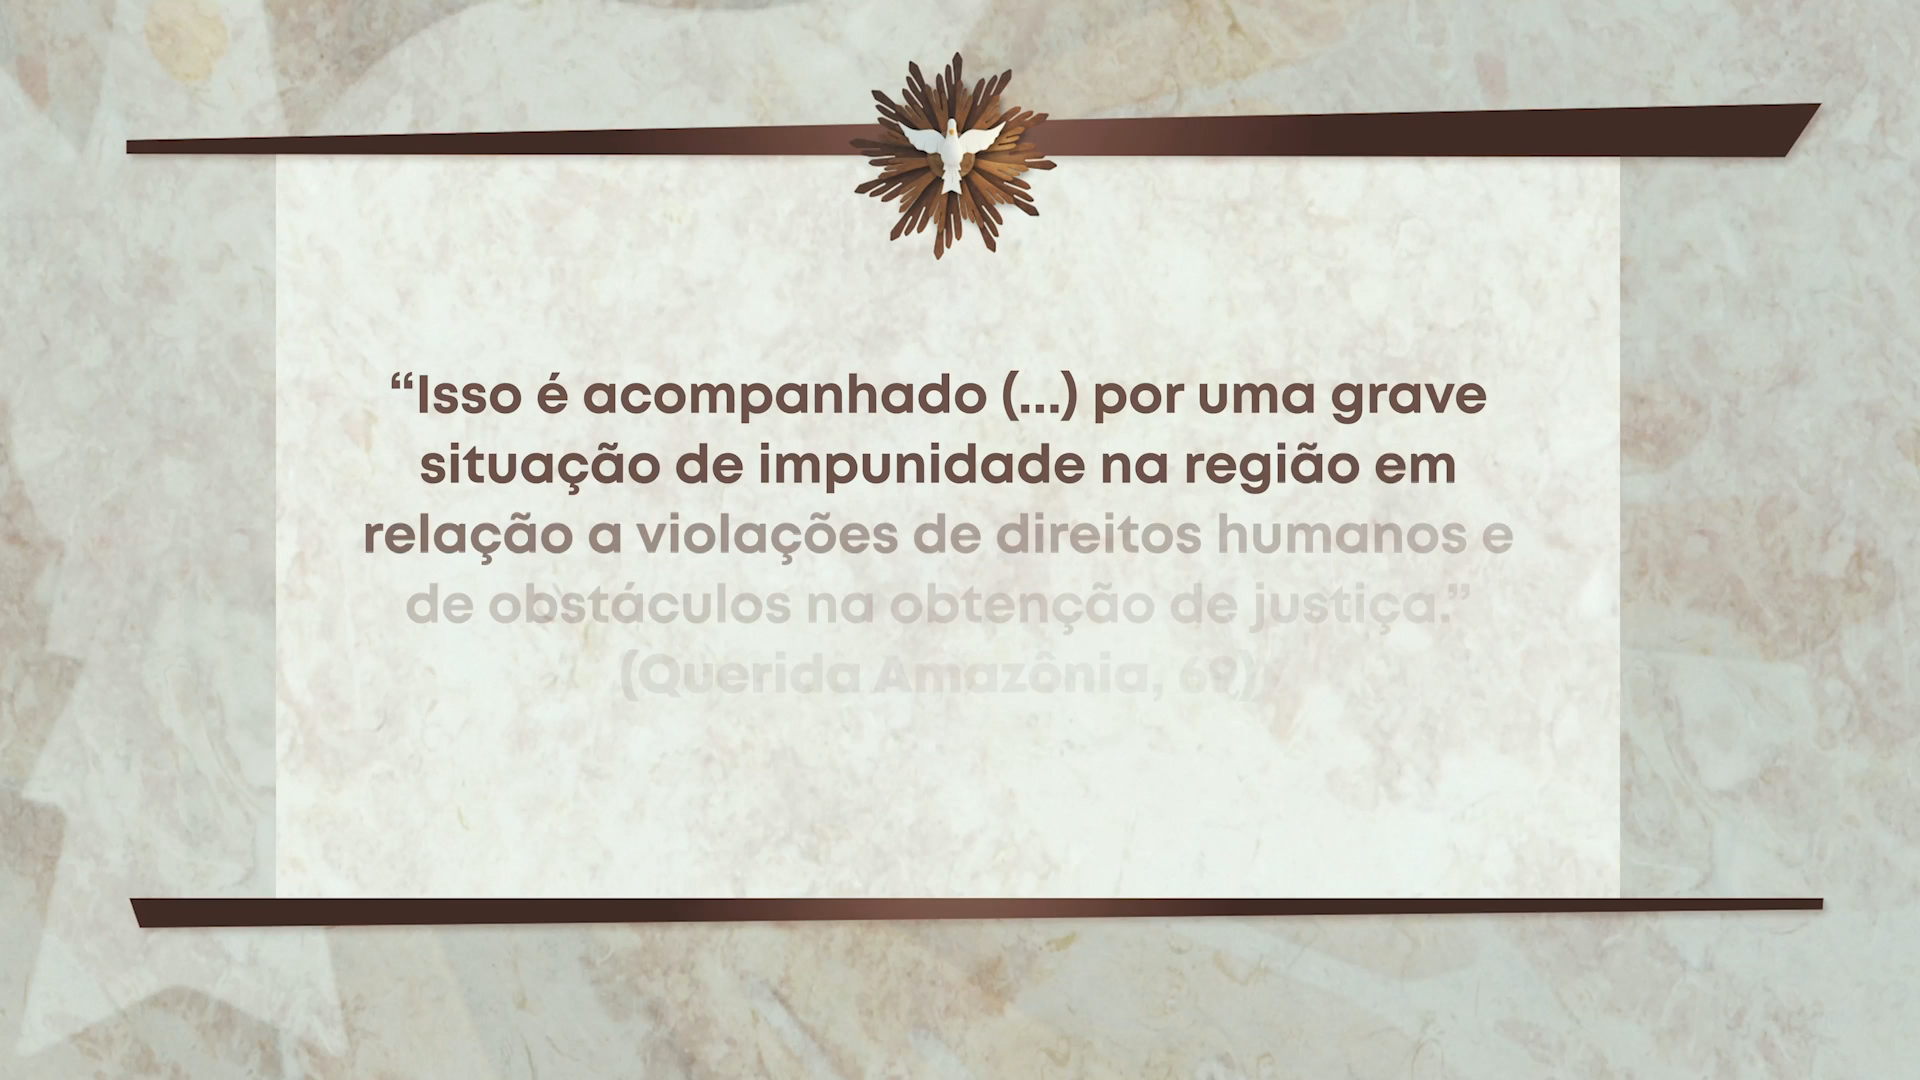 “Isso é acompanhado (...) por uma grave
situação de impunidade na região em
relação a violações de direitos humanos e
de obstáculos na obtenção de justiça.”
(Querida Amazônia, 69)